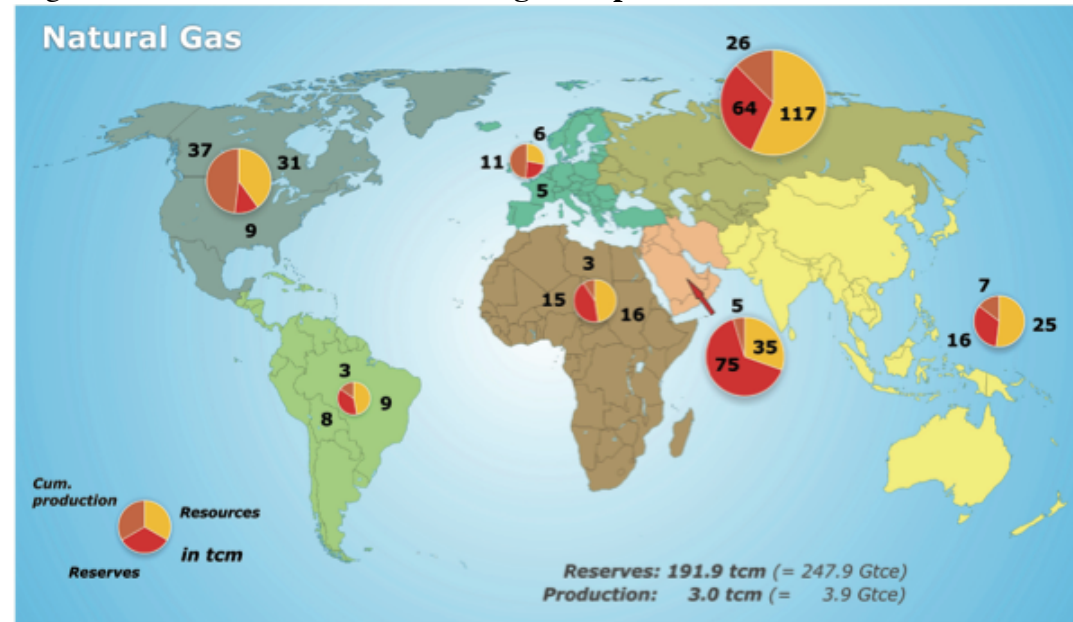 Natural Gas
26
64
117
37
31
9
6
11
5
3
15
16
5
35
75
7
16
25
3
8
9
Cum.
production
Resources
in tcm
Reserves
Reserves: 191.9 tcm (= 247.9 Gtce)
Production: 3.0 tcm (= 3.9 Gtce)